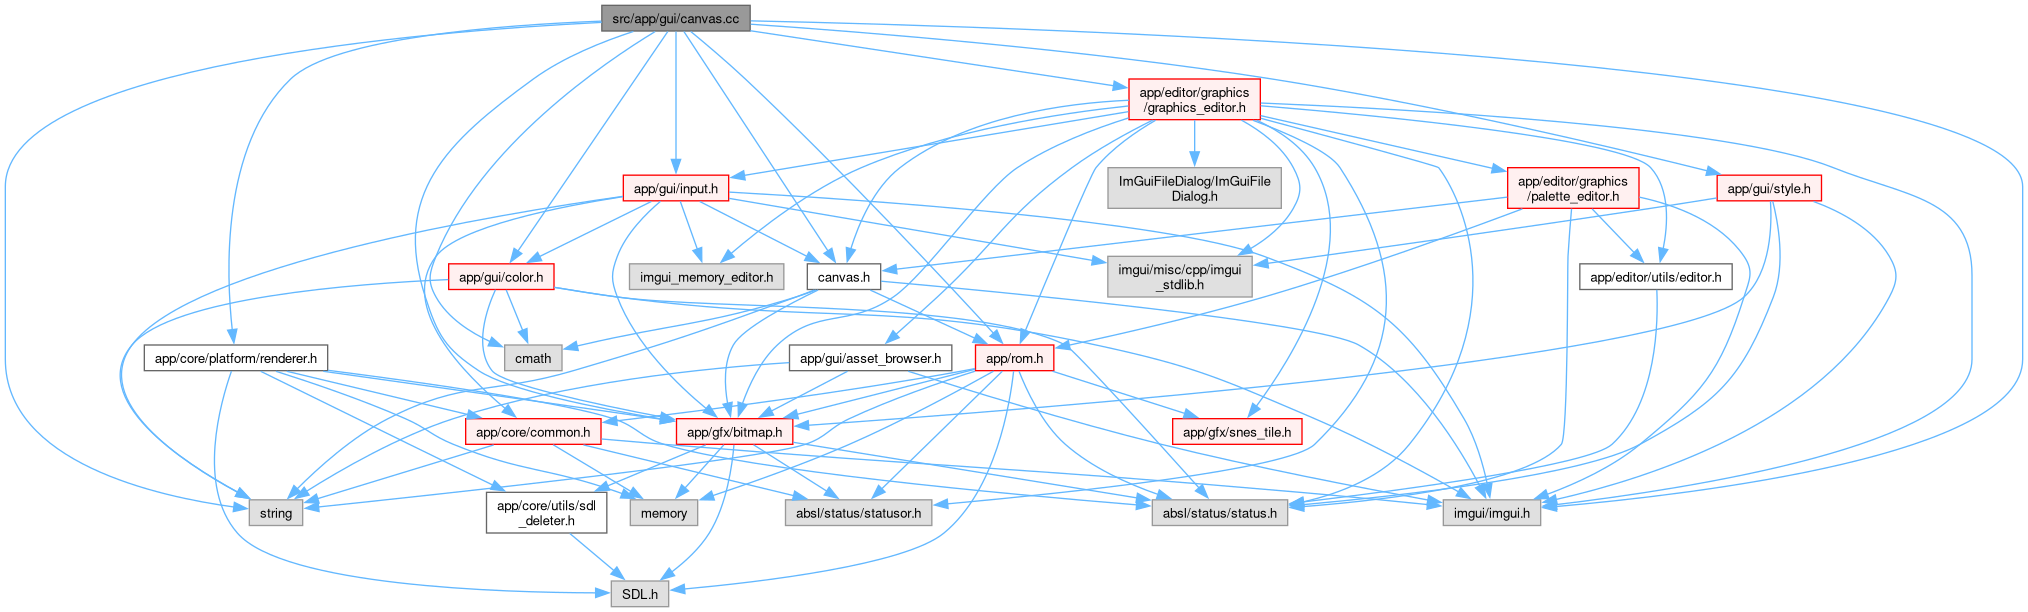 src/app/gui/canvas.cc
app/editor/graphics
/graphics_editor.h
app/gui/input.h
ImGuiFileDialog/ImGuiFile
Dialog.h
app/editor/graphics
/palette_editor.h
app/gui/style.h
app/gui/color.h
imgui_memory_editor.h
canvas.h
imgui/misc/cpp/imgui
_stdlib.h
app/editor/utils/editor.h
app/core/platform/renderer.h
cmath
app/gui/asset_browser.h
app/rom.h
app/core/common.h
app/gfx/bitmap.h
app/gfx/snes_tile.h
string
app/core/utils/sdl
_deleter.h
memory
absl/status/statusor.h
absl/status/status.h
imgui/imgui.h
SDL.h